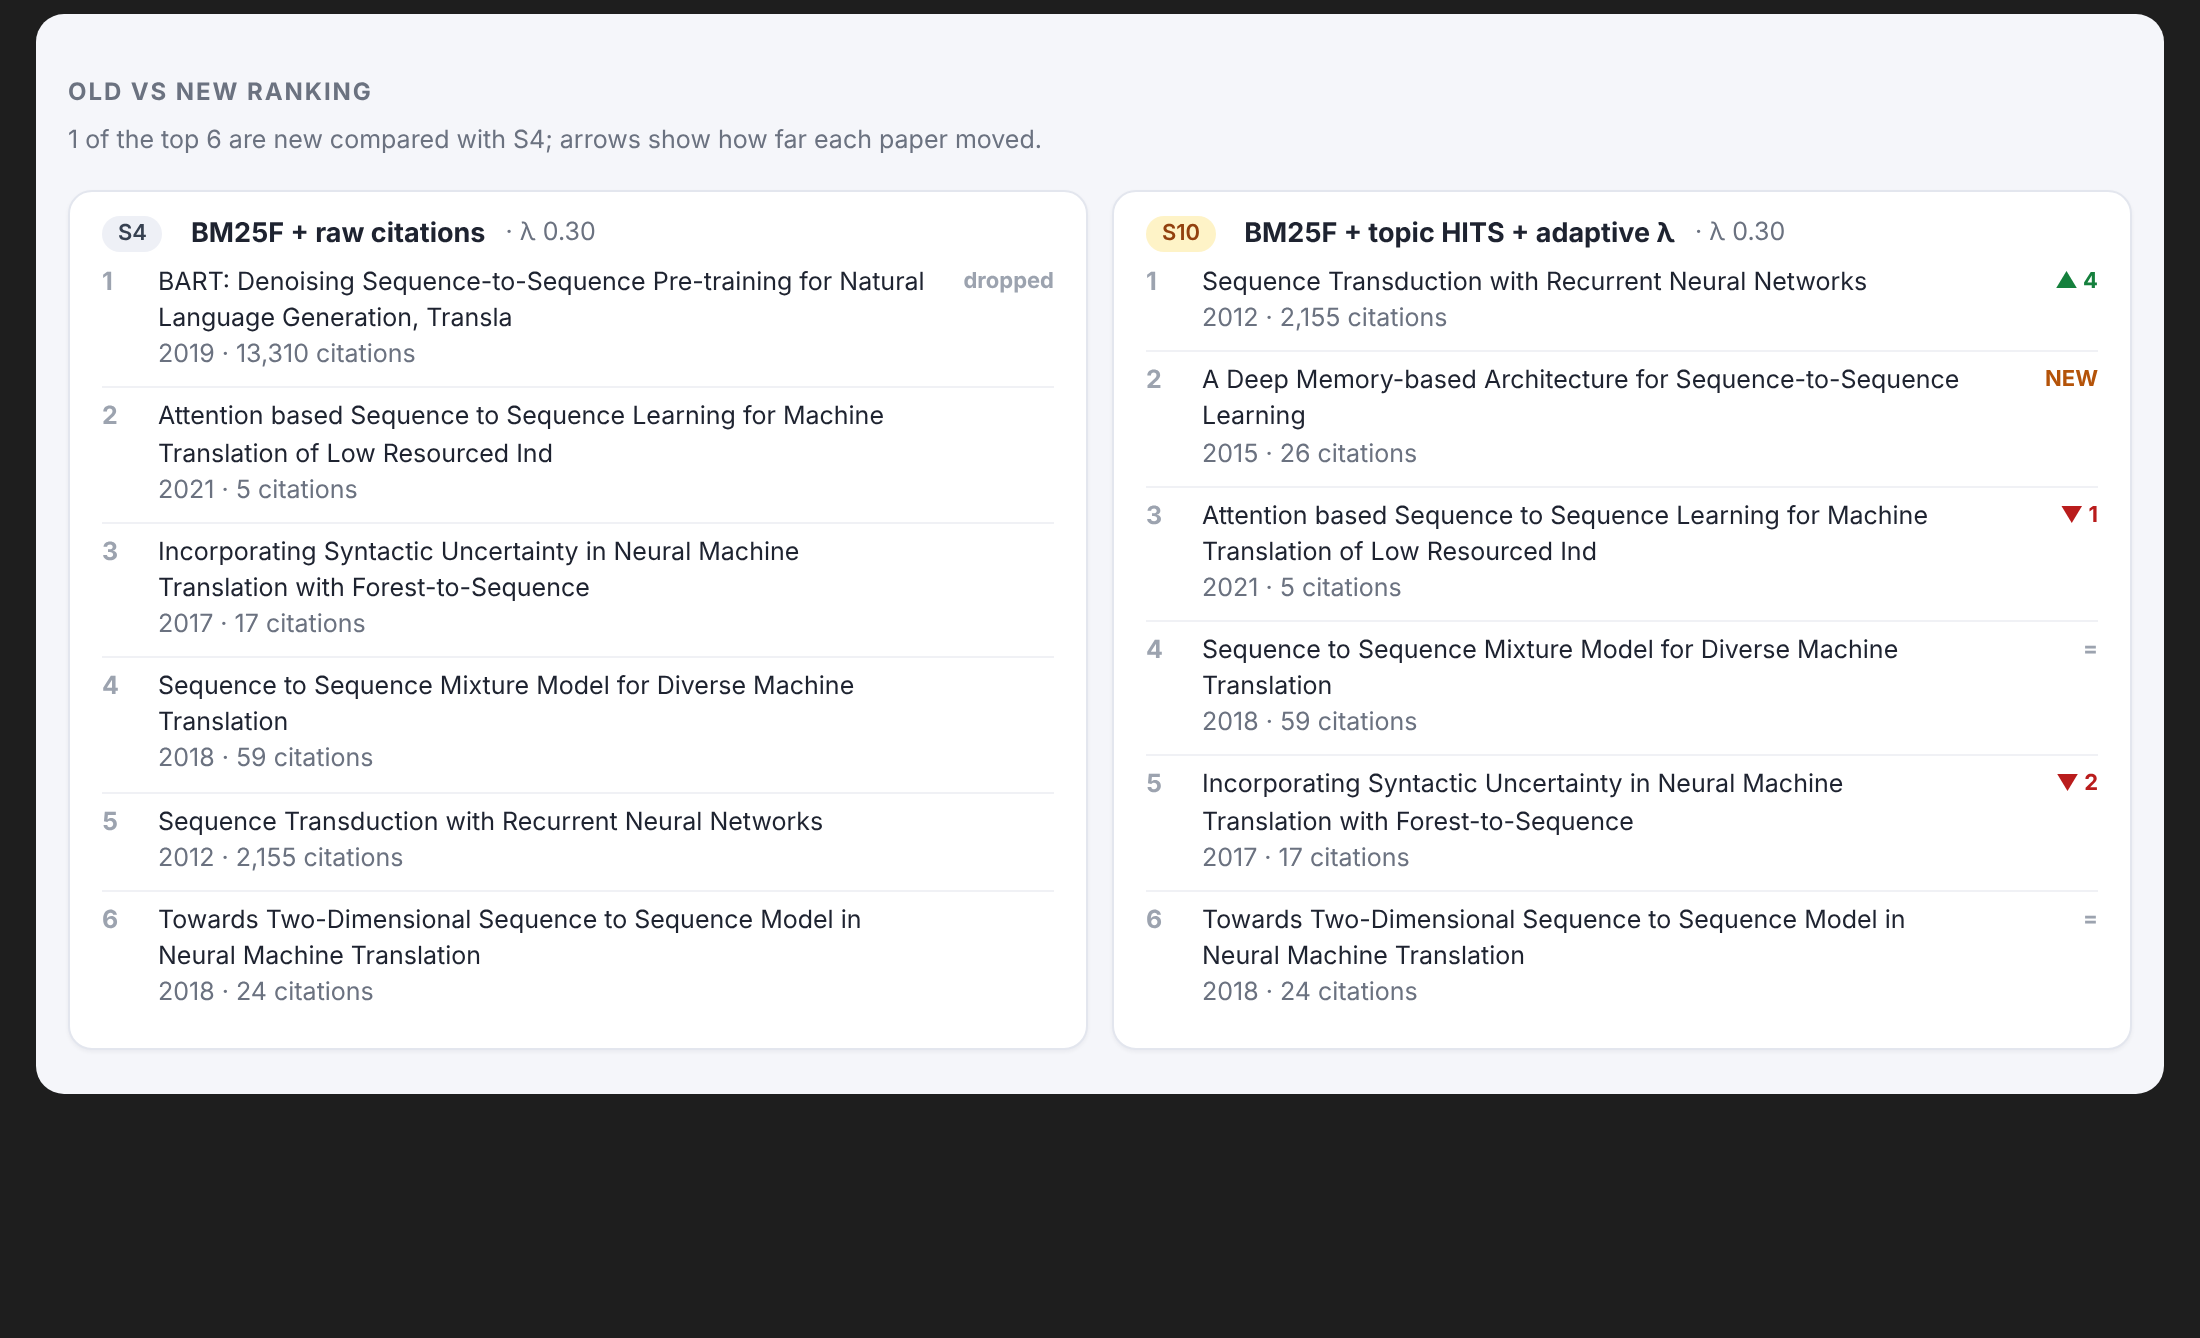 OLD VS NEW RANKING
1 of the top 6 are new compared with S4; arrows show how far each paper moved.
S4 BM25F + raw citations · λ 0.30
1 BART: Denoising Sequence-to-Sequence Pre-training for Natural dropped
Language Generation, Transla
2019 · 13,310 citations
2 Attention based Sequence to Sequence Learning for Machine
Translation of Low Resourced Ind
2021 · 5 citations
3 Incorporating Syntactic Uncertainty in Neural Machine
Translation with Forest-to-Sequence
2017 · 17 citations
4 Sequence to Sequence Mixture Model for Diverse Machine
Translation
2018 · 59 citations
5 Sequence Transduction with Recurrent Neural Networks
2012 · 2,155 citations
6 Towards Two-Dimensional Sequence to Sequence Model in
Neural Machine Translation
2018 · 24 citations
S10 BM25F + topic HITS + adaptive λ · λ 0.30
1 Sequence Transduction with Recurrent Neural Networks ▲ 4
2012 · 2,155 citations
2 A Deep Memory-based Architecture for Sequence-to-Sequence NEW
Learning
2015 · 26 citations
3 Attention based Sequence to Sequence Learning for Machine ▼ 1
Translation of Low Resourced Ind
2021 · 5 citations
4 Sequence to Sequence Mixture Model for Diverse Machine =
Translation
2018 · 59 citations
5 Incorporating Syntactic Uncertainty in Neural Machine ▼ 2
Translation with Forest-to-Sequence
2017 · 17 citations
6 Towards Two-Dimensional Sequence to Sequence Model in =
Neural Machine Translation
2018 · 24 citations